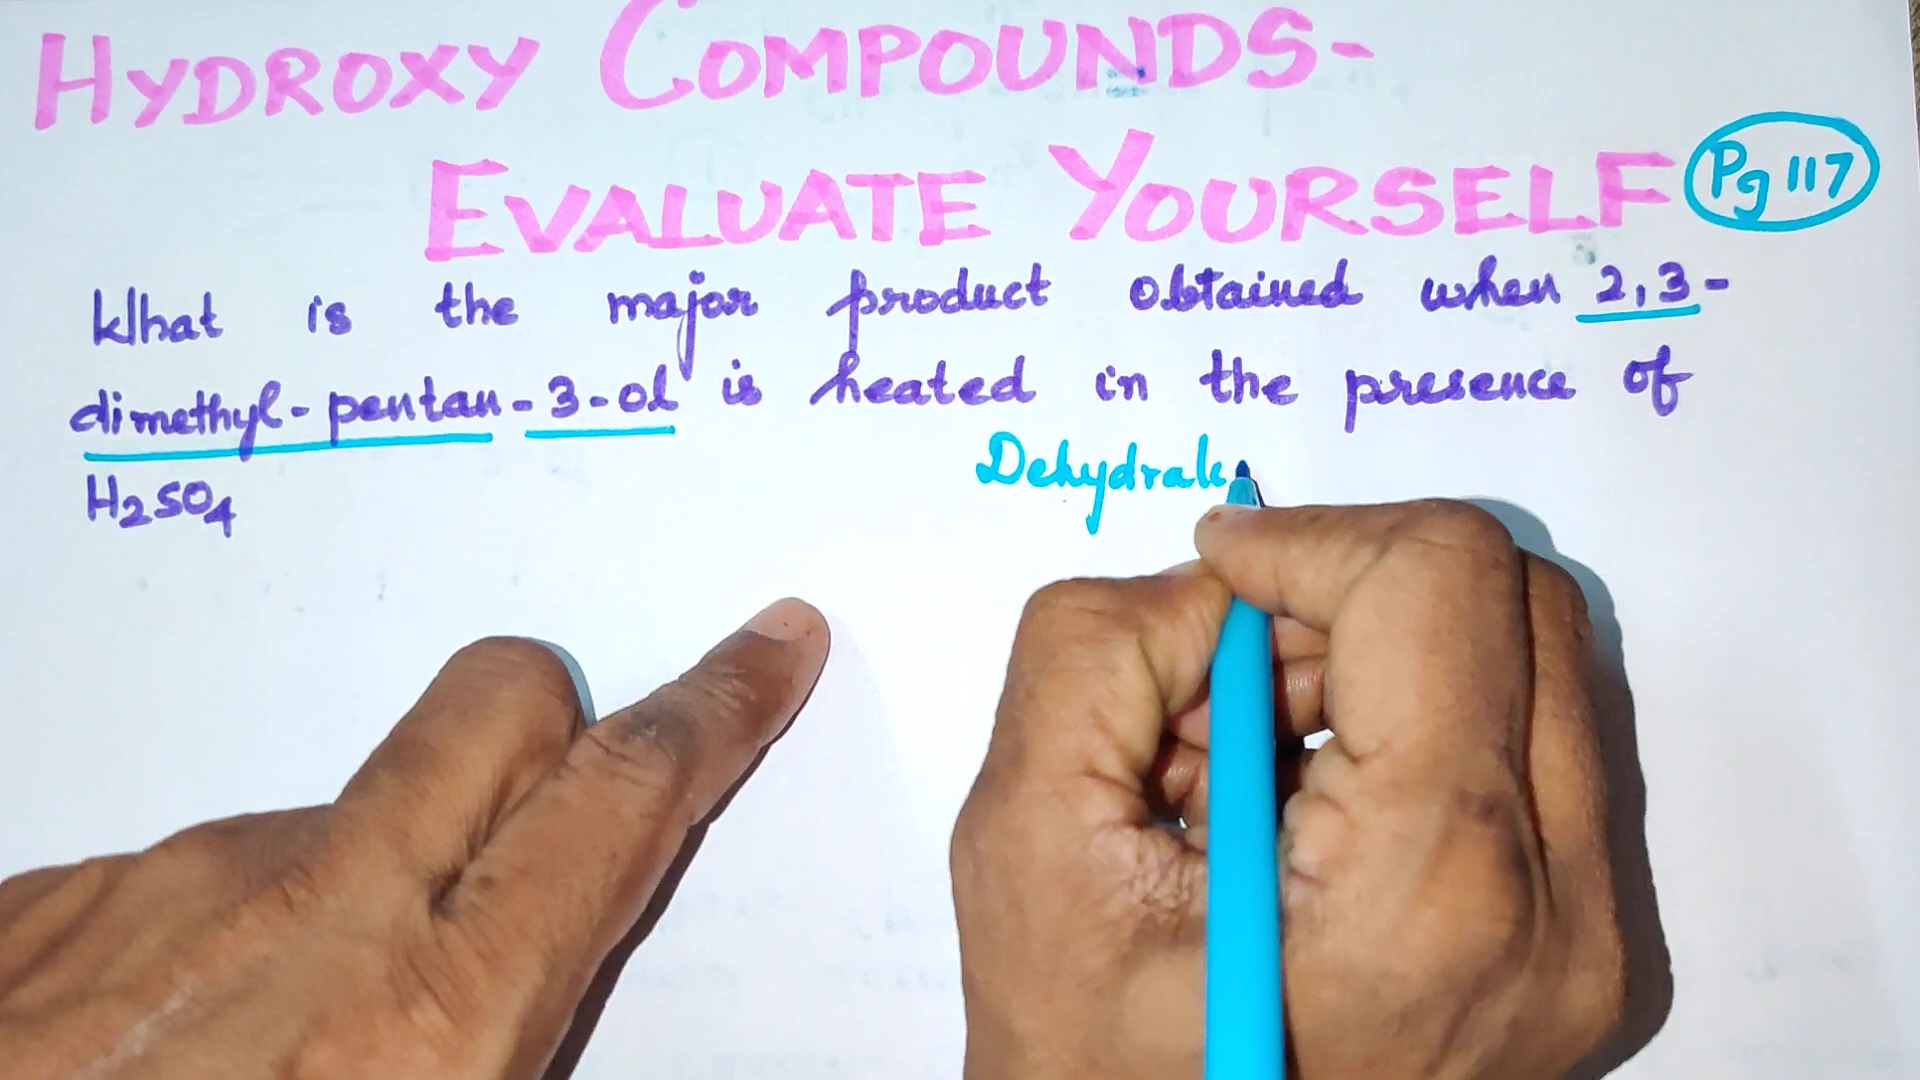 HYDROXY COMPOUNDS-
EVALUATE YOURSELF Pg 117
What is the major product obtained when 2,3-
dimethyl-pentan-3-ol is heated in the presence of
H₂SO₄
Dehydrat